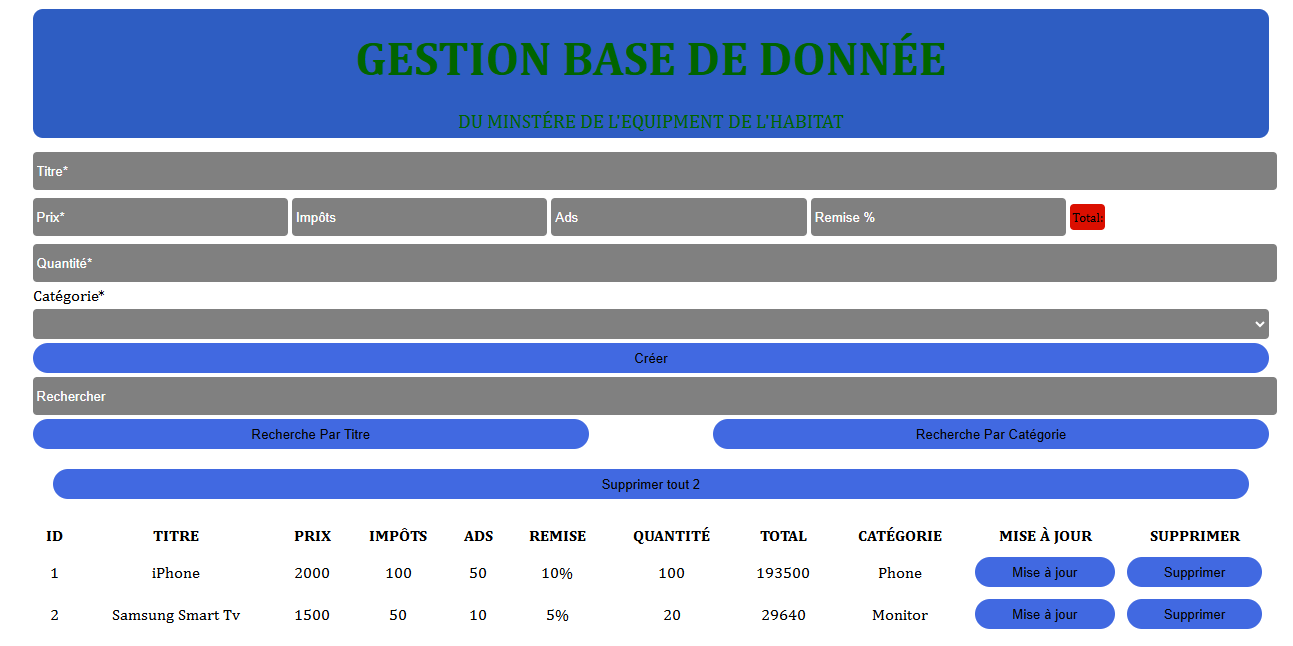 GESTION BASE DE DONNÉE
DU MINSTÉRE DE L'EQUIPMENT DE L'HABITAT
Titre*
Prix* Impôts Ads Remise % Total:
Quantité*
Catégorie*
Créer
Rechercher
Recherche Par Titre Recherche Par Catégorie
Supprimer tout 2
ID TITRE PRIX IMPÔTS ADS REMISE QUANTITÉ TOTAL CATÉGORIE MISE À JOUR SUPPRIMER
1 iPhone 2000 100 50 10% 100 193500 Phone Mise à jour Supprimer
2 Samsung Smart Tv 1500 50 10 5% 20 29640 Monitor Mise à jour Supprimer